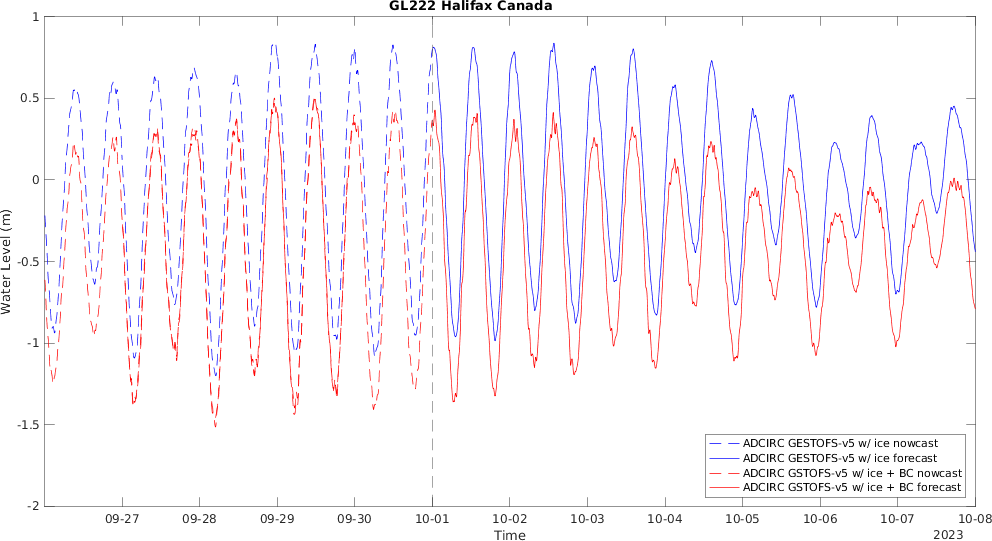 GL222 Halifax Canada
1
0.5
0
-0.5
-1
-1.5
-2
Water Level (m)
09-27 09-28 09-29 09-30 10-01 10-02 10-03 10-04 10-05 10-06 10-07 10-08
Time
2023
ADCIRC GESTOFS-v5 w/ ice nowcast
ADCIRC GESTOFS-v5 w/ ice forecast
ADCIRC GSTOFS-v5 w/ ice + BC nowcast
ADCIRC GSTOFS-v5 w/ ice + BC forecast